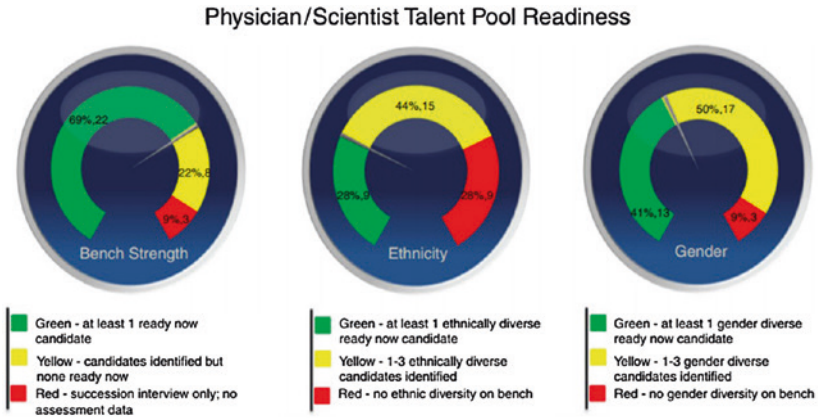 Physician/Scientist Talent Pool Readiness
69%,22
22%,8
9%,3
Bench Strength
44%,15
28%,9
28%,9
Ethnicity
50%,17
41%,13
9%,3
Gender
Green - at least 1 ready now
candidate
Yellow - candidates identified but
none ready now
Red - succession interview only; no
assessment data
Green - at least 1 ethnically diverse
ready now candidate
Yellow - 1-3 ethnically diverse
candidates identified
Red - no ethnic diversity on bench
Green - at least 1 gender diverse
ready now candidate
Yellow - 1-3 gender diverse
candidates identified
Red - no gender diversity on bench